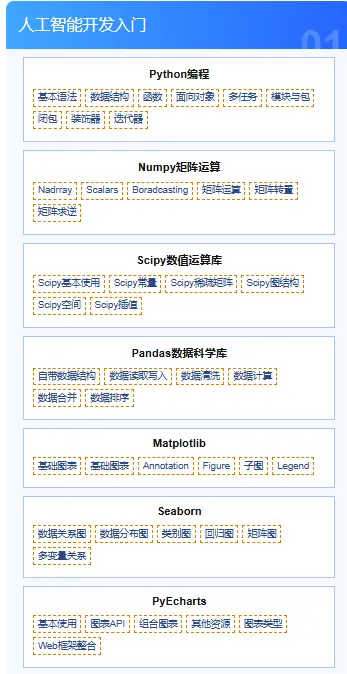 人工智能开发入门
01
Python编程
基本语法 数据结构 函数 面向对象 多任务 模块与包
闭包 装饰器 迭代器
Numpy矩阵运算
Nadrray Scalars Boradcasting 矩阵运算 矩阵转置
矩阵求逆
Scipy数值运算库
Scipy基本使用 Scipy常量 Scipy稀疏矩阵 Scipy图结构
Scipy空间 Scipy插值
Pandas数据科学库
自带数据结构 数据读取写入 数据清洗 数据计算
数据合并 数据排序
Matplotlib
基础图表 基础图表 Annotation Figure 子图 Legend
Seaborn
数据关系图 数据分布图 类别图 回归图 矩阵图
多变量关系
PyEcharts
基本使用 图表API 组合图表 其他资源 图表类型
Web框架整合